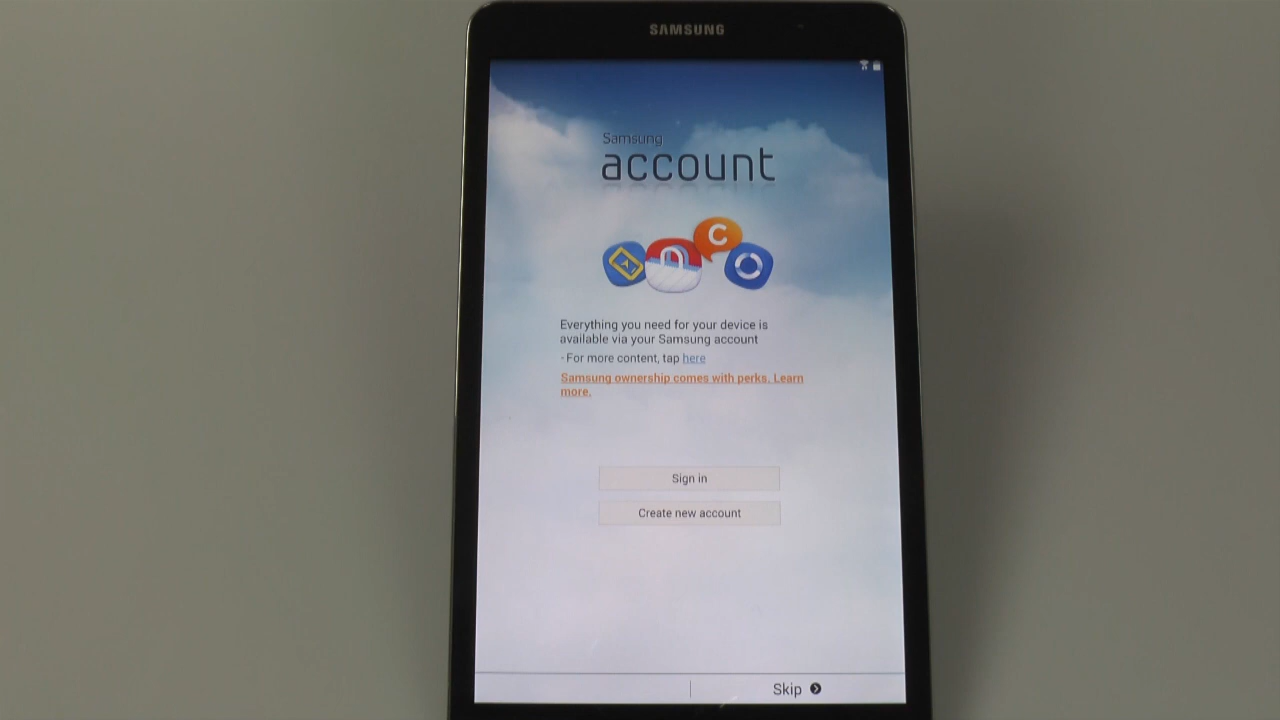 SAMSUNG
Samsung
account
C
Everything you need for your device is
available via your Samsung account
· For more content, tap here
Samsung ownership comes with perks. Learn
more.
Sign in
Create new account
Skip